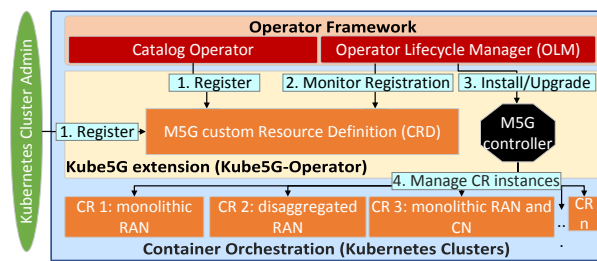 Operator Framework
Catalog Operator
Operator Lifecycle Manager (OLM)
1. Register
2. Monitor Registration
3. Install/Upgrade
Kubernetes Cluster Admin
1. Register
M5G custom Resource Definition (CRD)
M5G
controller
Kube5G extension (Kube5G-Operator)
4. Manage CR instances
CR 1: monolithic
RAN
CR 2: disaggregated
RAN
CR 3: monolithic RAN and
CN
...
CR
n
Container Orchestration (Kubernetes Clusters)